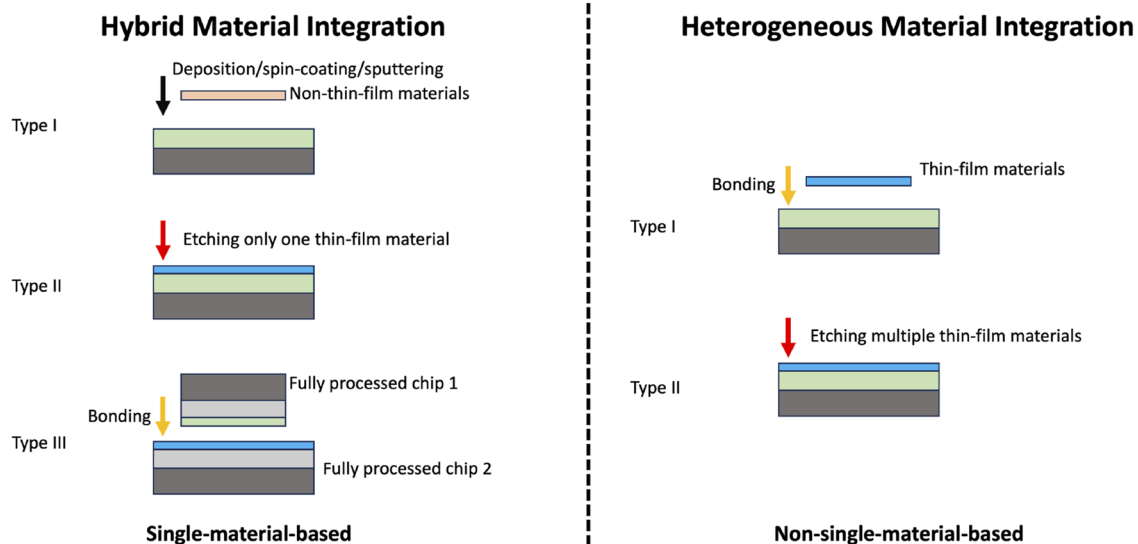 Hybrid Material Integration
Deposition/spin-coating/sputtering
Non-thin-film materials
Type I
Etching only one thin-film material
Type II
Fully processed chip 1
Bonding
Type III
Fully processed chip 2
Single-material-based
Heterogeneous Material Integration
Thin-film materials
Bonding
Type I
Etching multiple thin-film materials
Type II
Non-single-material-based